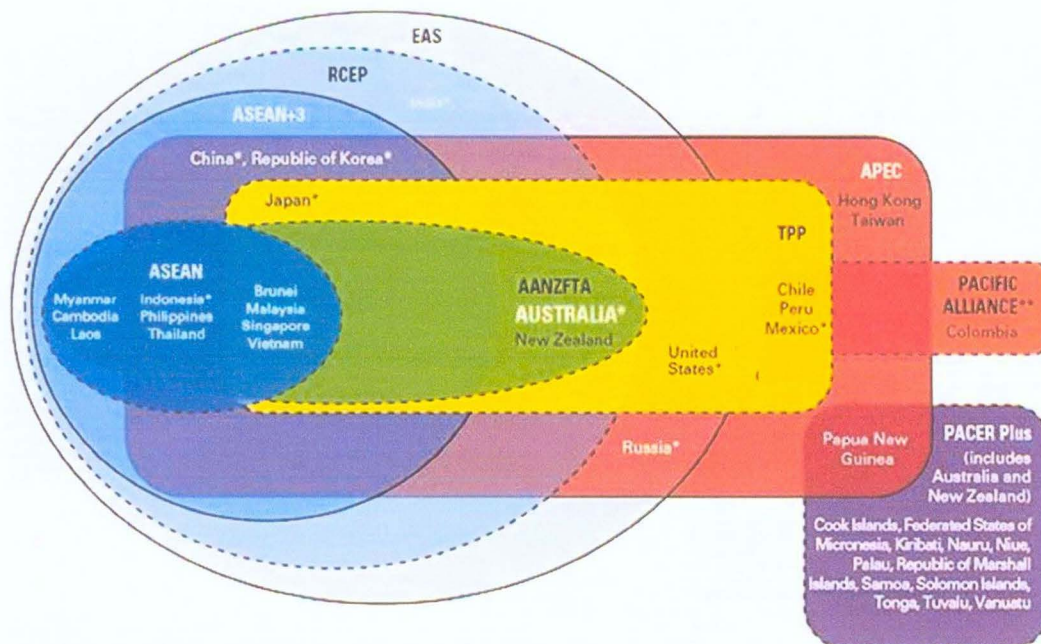 EAS
RCEP
ASEAN+3
China*, Republic of Korea*
APEC
Hong Kong
Taiwan
Japan*
TPP
ASEAN
Myanmar
Cambodia
Laos
Indonesia*
Philippines
Thailand
Brunei
Malaysia
Singapore
Vietnam
AANZFTA
AUSTRALIA*
New Zealand
Chile
Peru
Mexico*
PACIFIC
ALLIANCE**
Colombia
United
States*
(
Russia*
Papua New
Guinea
PACER Plus
(includes
Australia and
New Zealand)
Cook Islands, Federated States of
Micronesia, Kiribati, Nauru, Niue,
Palau, Republic of Marshall
Islands, Samoa, Solomon Islands,
Tonga, Tuvalu, Vanuatu